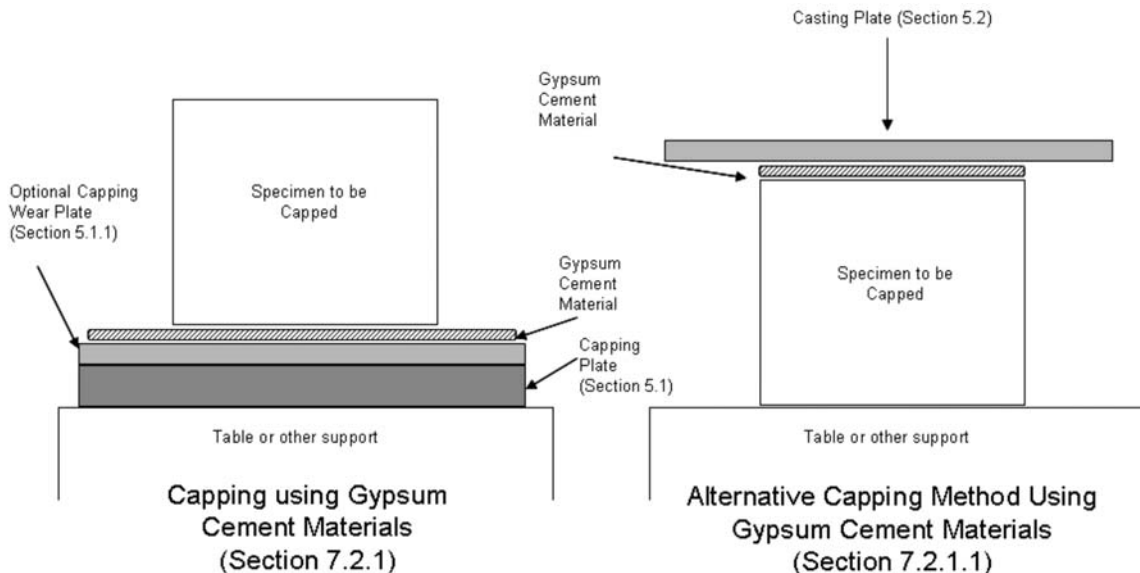 Specimen to be
Capped
Optional Capping
Wear Plate
(Section 5.1.1)
Gypsum
Cement
Material
Capping
Plate
(Section 5.1)
Table or other support
Capping using Gypsum
Cement Materials
(Section 7.2.1)
Casting Plate (Section 5.2)
Gypsum
Cement
Material
Specimen to be
Capped
Table or other support
Alternative Capping Method Using
Gypsum Cement Materials
(Section 7.2.1.1)